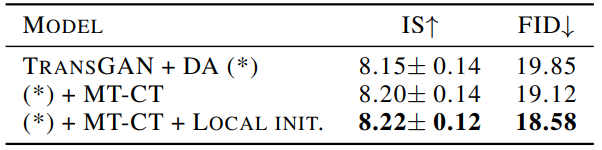 MODEL IS↑ FID↓
TRANSGAN + DA (*) 8.15± 0.14 19.85
(*) + MT-CT 8.20± 0.14 19.12
(*) + MT-CT + LOCAL INIT. 8.22± 0.12 18.58